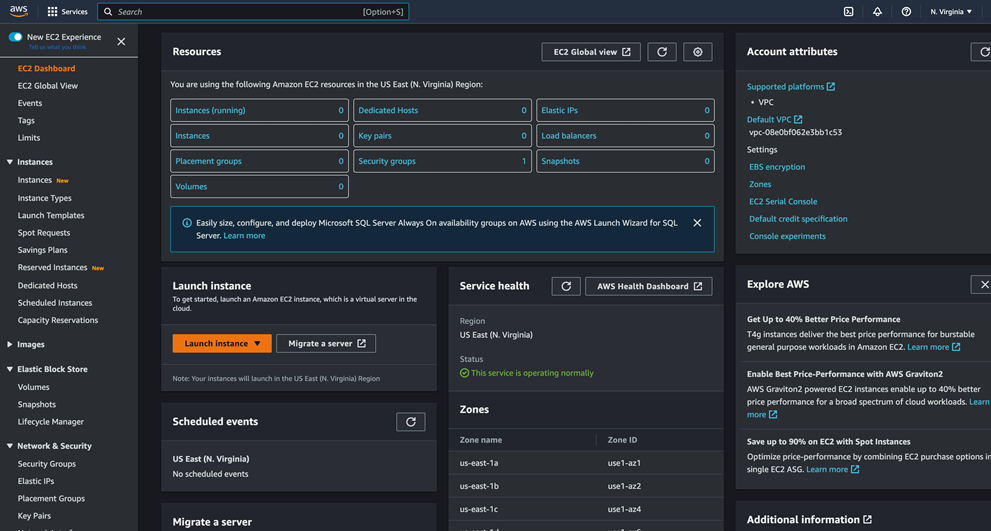 aws
Services
Search
[Option+S]
N. Virginia
New EC2 Experience
Tell us what you think
EC2 Dashboard
EC2 Global View
Events
Tags
Limits
Instances
Instances New
Instance Types
Launch Templates
Spot Requests
Savings Plans
Reserved Instances New
Dedicated Hosts
Scheduled Instances
Capacity Reservations
Images
Elastic Block Store
Volumes
Snapshots
Lifecycle Manager
Network & Security
Security Groups
Elastic IPs
Placement Groups
Key Pairs
Resources
EC2 Global view
You are using the following Amazon EC2 resources in the US East (N. Virginia) Region:
Instances (running) 0
Dedicated Hosts 0
Elastic IPs 0
Instances 0
Key pairs 0
Load balancers 0
Placement groups 0
Security groups 1
Snapshots 0
Volumes 0
Easily size, configure, and deploy Microsoft SQL Server Always On availability groups on AWS using the AWS Launch Wizard for SQL
Server. Learn more
Launch instance
To get started, launch an Amazon EC2 instance, which is a virtual server in the
cloud.
Launch instance
Migrate a server
Note: Your instances will launch in the US East (N. Virginia) Region
Scheduled events
US East (N. Virginia)
No scheduled events
Migrate a server
Service health
AWS Health Dashboard
Region
US East (N. Virginia)
Status
This service is operating normally
Zones
Zone name
Zone ID
us-east-1a
use1-az1
us-east-1b
use1-az2
us-east-1c
use1-az4
Account attributes
Supported platforms
• VPC
Default VPC
vpc-08e0bf062e3bb1c53
Settings
EBS encryption
Zones
EC2 Serial Console
Default credit specification
Console experiments
Explore AWS
Get Up to 40% Better Price Performance
T4g instances deliver the best price performance for burstable
general purpose workloads in Amazon EC2. Learn more
Enable Best Price-Performance with AWS Graviton2
AWS Graviton2 powered EC2 instances enable up to 40% better
price performance for a broad spectrum of cloud workloads. Learn
more
Save up to 90% on EC2 with Spot Instances
Optimize price-performance by combining EC2 purchase options in
single EC2 ASG. Learn more
Additional information